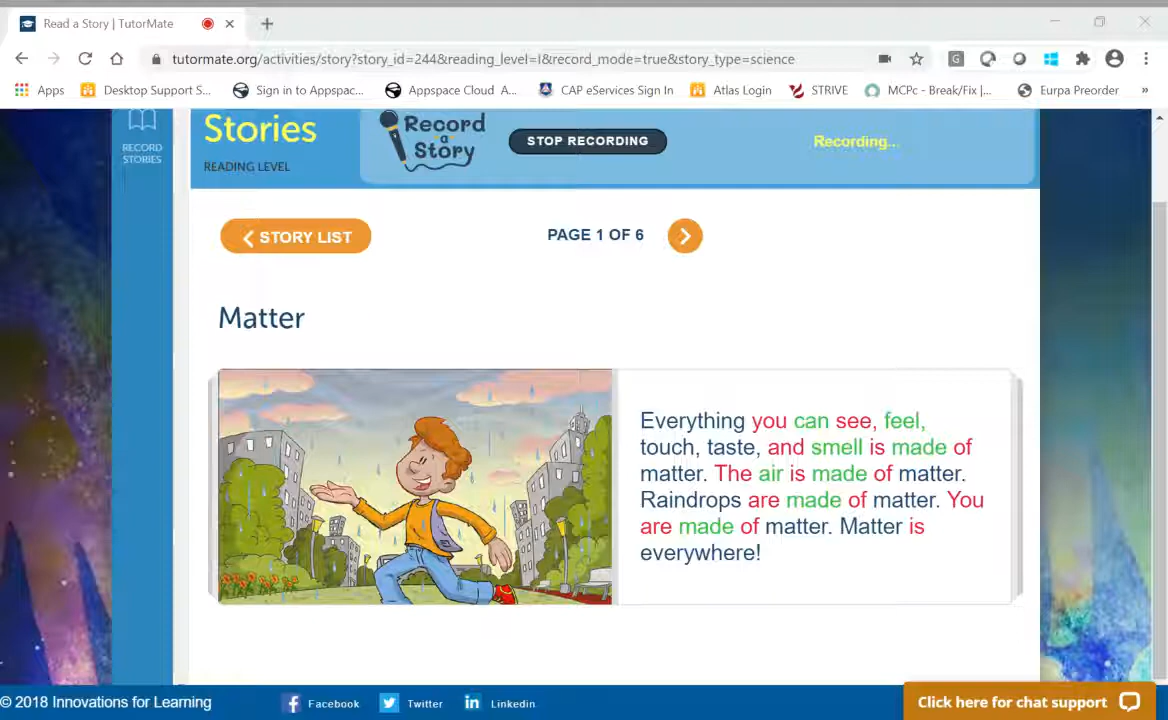 Read a Story | TutorMate
tutormate.org/activities/story?story_id=244&reading_level=I&record_mode=true&story_type=science
Apps Desktop Support S... Sign in to Appspac... Appspace Cloud A... CAP eServices Sign In Atlas Login STRIVE MCPc - Break/Fix |... Eurpa Preorder »
RECORD
STORIES
Stories
READING LEVEL
Record
a
Story
STOP RECORDING
Recording...
STORY LIST
PAGE 1 OF 6
Matter
Everything you can see, feel,
touch, taste, and smell is made of
matter. The air is made of matter.
Raindrops are made of matter. You
are made of matter. Matter is
everywhere!
© 2018 Innovations for Learning
Facebook Twitter Linkedin
Click here for chat support